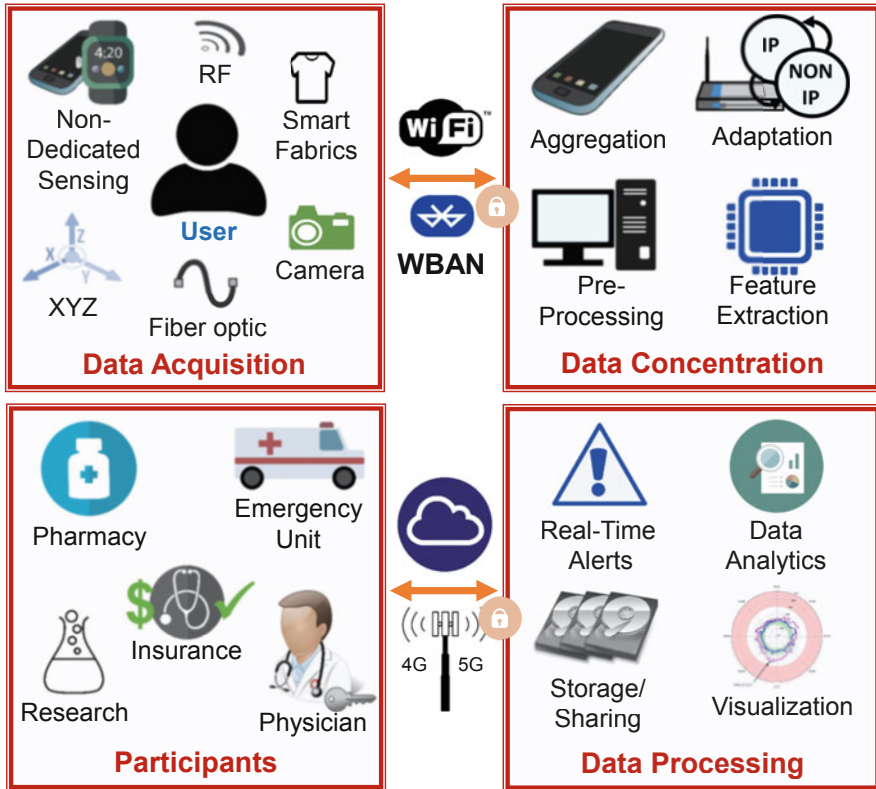 4:20
RF
Non-
Dedicated
Sensing
Smart
Fabrics
User
X
Z
Y
XYZ
Camera
Fiber optic
Data Acquisition
Wi Fi™
WBAN
IP
NON
IP
Aggregation
Adaptation
Pre-
Processing
Feature
Extraction
Data Concentration
Pharmacy
Emergency
Unit
$
Insurance
Research
Physician
Participants
4G 5G
Real-Time
Alerts
Data
Analytics
Storage/
Sharing
Visualization
Data Processing